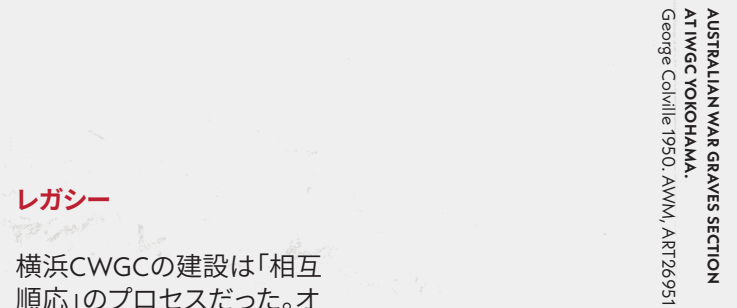 AUSTRALIAN WAR GRAVES SECTION
AT IWGC YOKOHAMA.
George Colville 1950. AWM, ART26951
レガシー
横浜CWGCの建設は「相互
順応」のプロセスだった。オ